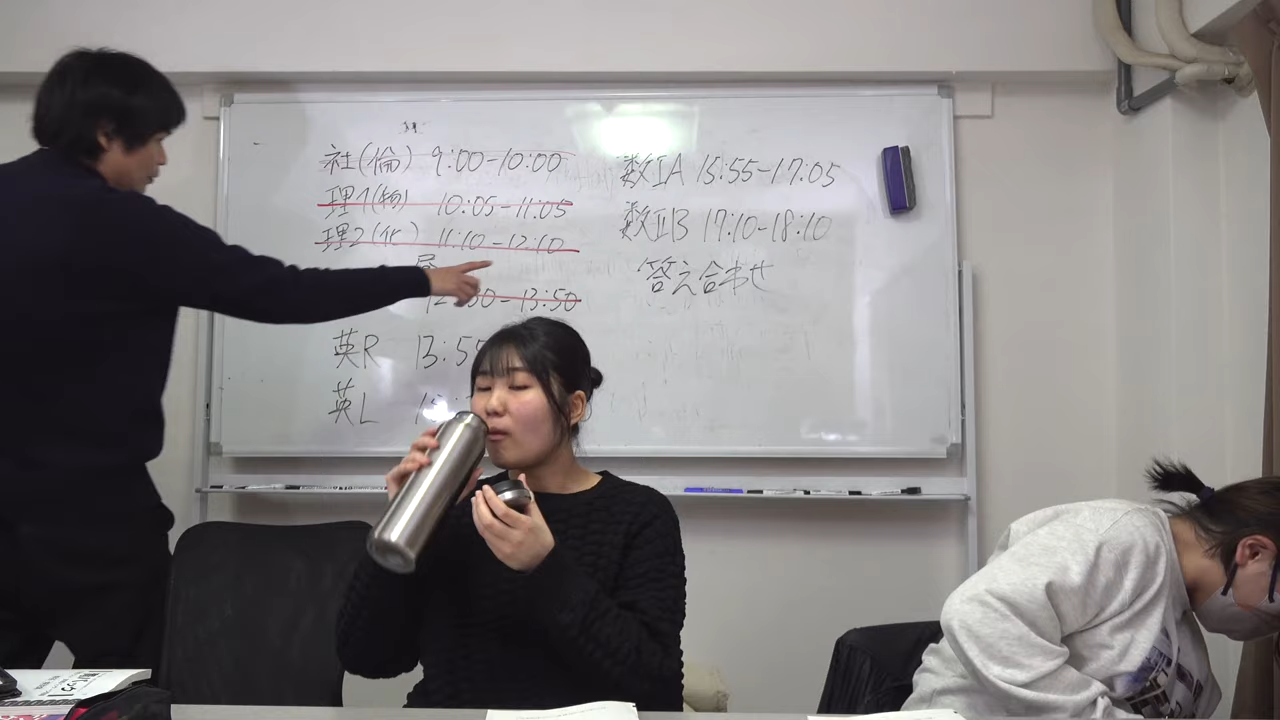 社(倫) 9:00-10:00
理1(物) 10:05-11:05
理2(化) 11:10-12:10
昼
12:50-13:50
英R 13:55
英L
数IA 15:55-17:05
数IIB 17:10-18:10
答え合わせ